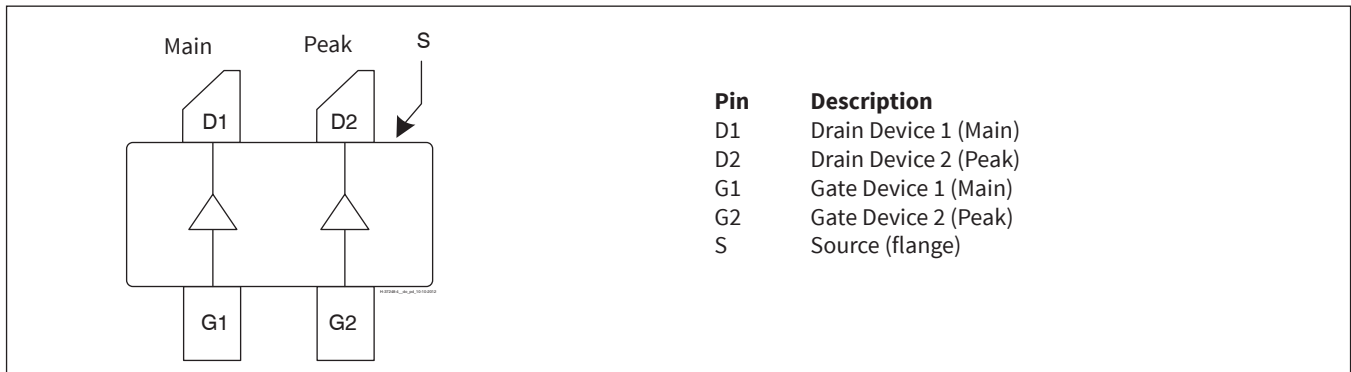 Main Peak S
D1 D2
G1 G2
Pin Description
D1 Drain Device 1 (Main)
D2 Drain Device 2 (Peak)
G1 Gate Device 1 (Main)
G2 Gate Device 2 (Peak)
S Source (flange)